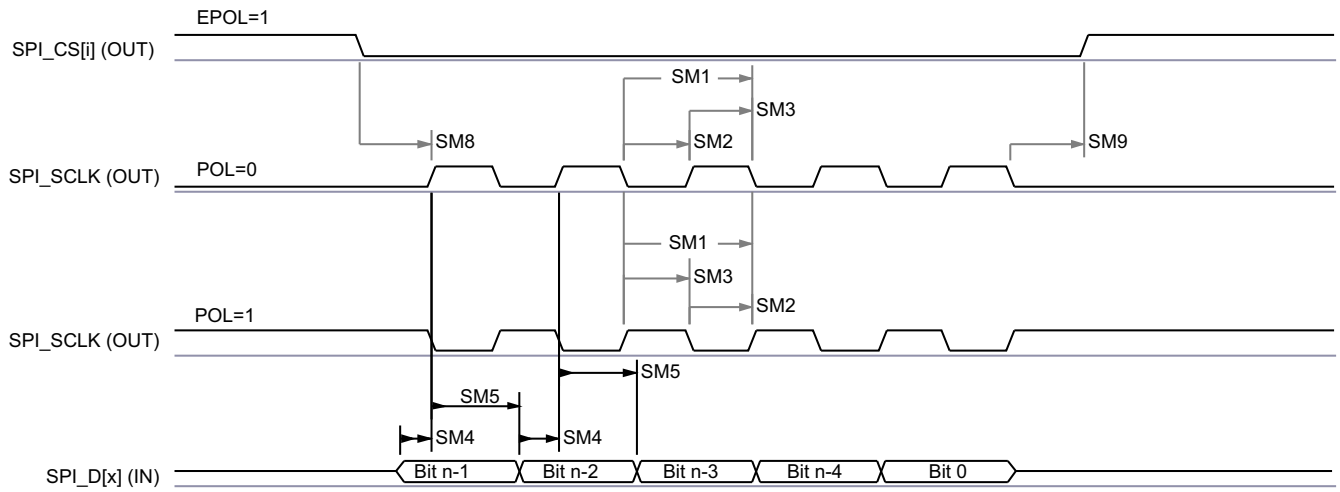 EPOL=1
SPI_CS[i] (OUT)
SM1
SM3
SM8
SM2
SM9
POL=0
SPI_SCLK (OUT)
SM1
SM3
SM2
POL=1
SPI_SCLK (OUT)
SM5
SM5
SM4
SM4
SPI_D[x] (IN)
Bit n-1
Bit n-2
Bit n-3
Bit n-4
Bit 0